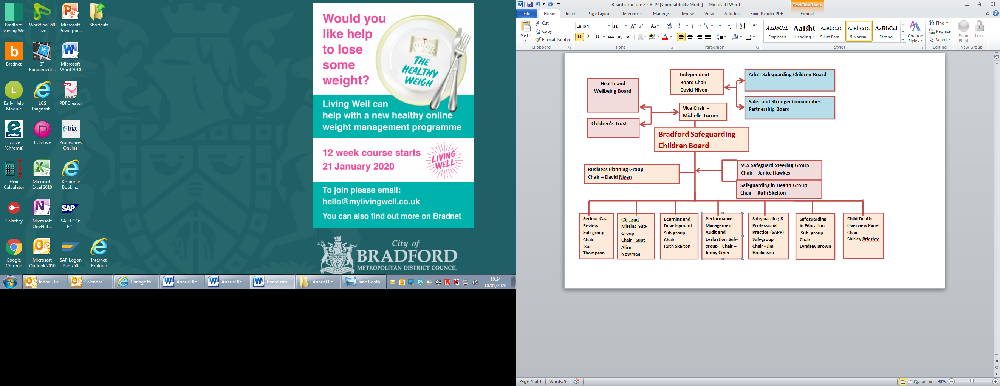 Bradford
Leaving Well
Workflow360
Live
Microsoft
Powerpoi...
Shortcuts
b
Bradnet
IT
Fundament...
Microsoft
Word 2010
L
Early Help
Module
LCS
Diagnost...
PDF
NOW
PDFCreator
evolve
Evolve
(Chrome)
LCS Live
tri.x
Procedures
OnLine
FLEX
Flexi
Calculator
Microsoft
Excel 2010
Resource
Bookin...
Galaxkey
Microsoft
OneNot...
SAP
SAP ECC6
FP1
Google
Chrome
Microsoft
Outlook 2010
SAP Logon
Pad 750
Internet
Explorer
Would you
like help
to lose
some
weight?
THE
HEALTHY
WEIGH
Living Well can
help with a new healthy online
weight management programme
12 week course starts
21 January 2020
LIVING
WELL
To join please email:
hello@mylivingwell.co.uk
You can also find out more on Bradnet
City of
BRADFORD
METROPOLITAN DISTRICT COUNCIL
Inbox - La...
Calendar - ...
Change th...
Annual Re...
Annual Re...
Board stru...
Annual Re...
Jane Booth...
10:24
10/01/2020
Board structure 2018-19 [Compatibility Mode] - Microsoft Word
Text Box Tools
File Home Insert Page Layout References Mailings Review View Add-Ins Foxit Reader PDF Format
Paste
Cut
Copy
Format Painter
Clipboard
Calibri 11
Font
Paragraph
AaBbCcL
Emphasis
AaBb(
Heading 1
AaBbCcDc
¶ List Para...
AaBbCcDc
¶ Normal
AaBbCcI
Strong
Change
Styles
Styles
Find
Replace
Select
Editing
Form
Field
Lock
New Group
Independent
Board Chair –
David Niven
Adult Safeguarding Children Board
Health and
Wellbeing Board
Safer and Stronger Communities
Partnership Board
Vice Chair –
Michelle Turner
Children’s Trust
Bradford Safeguarding
Children Board
Business Planning Group
Chair – David Niven
VCS Safeguard Steering Group
Chair – Janice Hawkes
Safeguarding in Health Group
Chair – Ruth Skelton
Serious Case
Review
Sub-group
Chair –
Sue
Thompson
CSE and
Missing Sub-
Group
Chair –Supt.
Alisa
Newman
Learning and
Development
Sub-group
Chair –
Ruth Skelton
Performance
Management
Audit and
Evaluation Sub-
group Chair –
Jenny Cryer
Safeguarding &
Professional
Practice (SAPP)
Sub-group
Chair - Jim
Hopkinson
Safeguarding
in Education
Sub- group
Chair –
Lyndsey Brown
Child Death
Overview Panel
Chair –
Shirley Brierley
Page: 1 of 1
Words: 9
90%